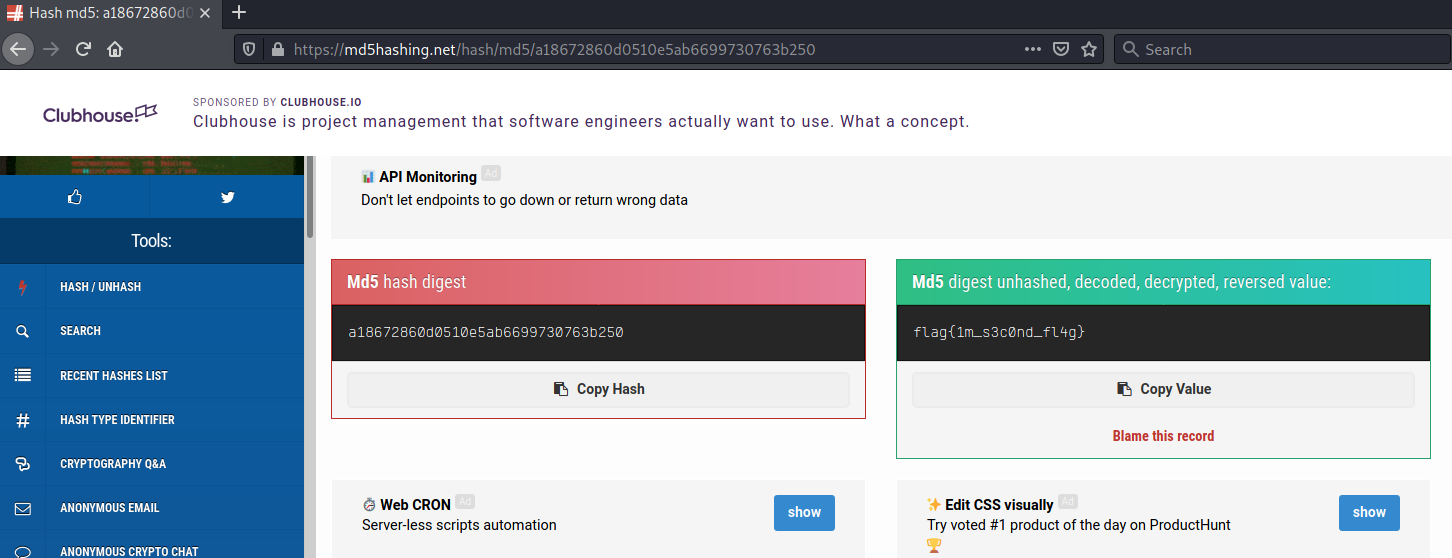 Hash md5: a18672860d0
https://md5hashing.net/hash/md5/a18672860d0510e5ab6699730763b250
Search
Clubhouse
SPONSORED BY CLUBHOUSE.IO
Clubhouse is project management that software engineers actually want to use. What a concept.
API Monitoring Ad
Don't let endpoints to go down or return wrong data
Tools:
HASH / UNHASH
SEARCH
RECENT HASHES LIST
HASH TYPE IDENTIFIER
CRYPTOGRAPHY Q&A
ANONYMOUS EMAIL
ANONYMOUS CRYPTO CHAT
Md5 hash digest
a18672860d0510e5ab6699730763b250
Copy Hash
Md5 digest unhashed, decoded, decrypted, reversed value:
flag{1m_s3c0nd_fl4g}
Copy Value
Blame this record
Web CRON Ad
Server-less scripts automation
show
Edit CSS visually Ad
Try voted #1 product of the day on ProductHunt
show